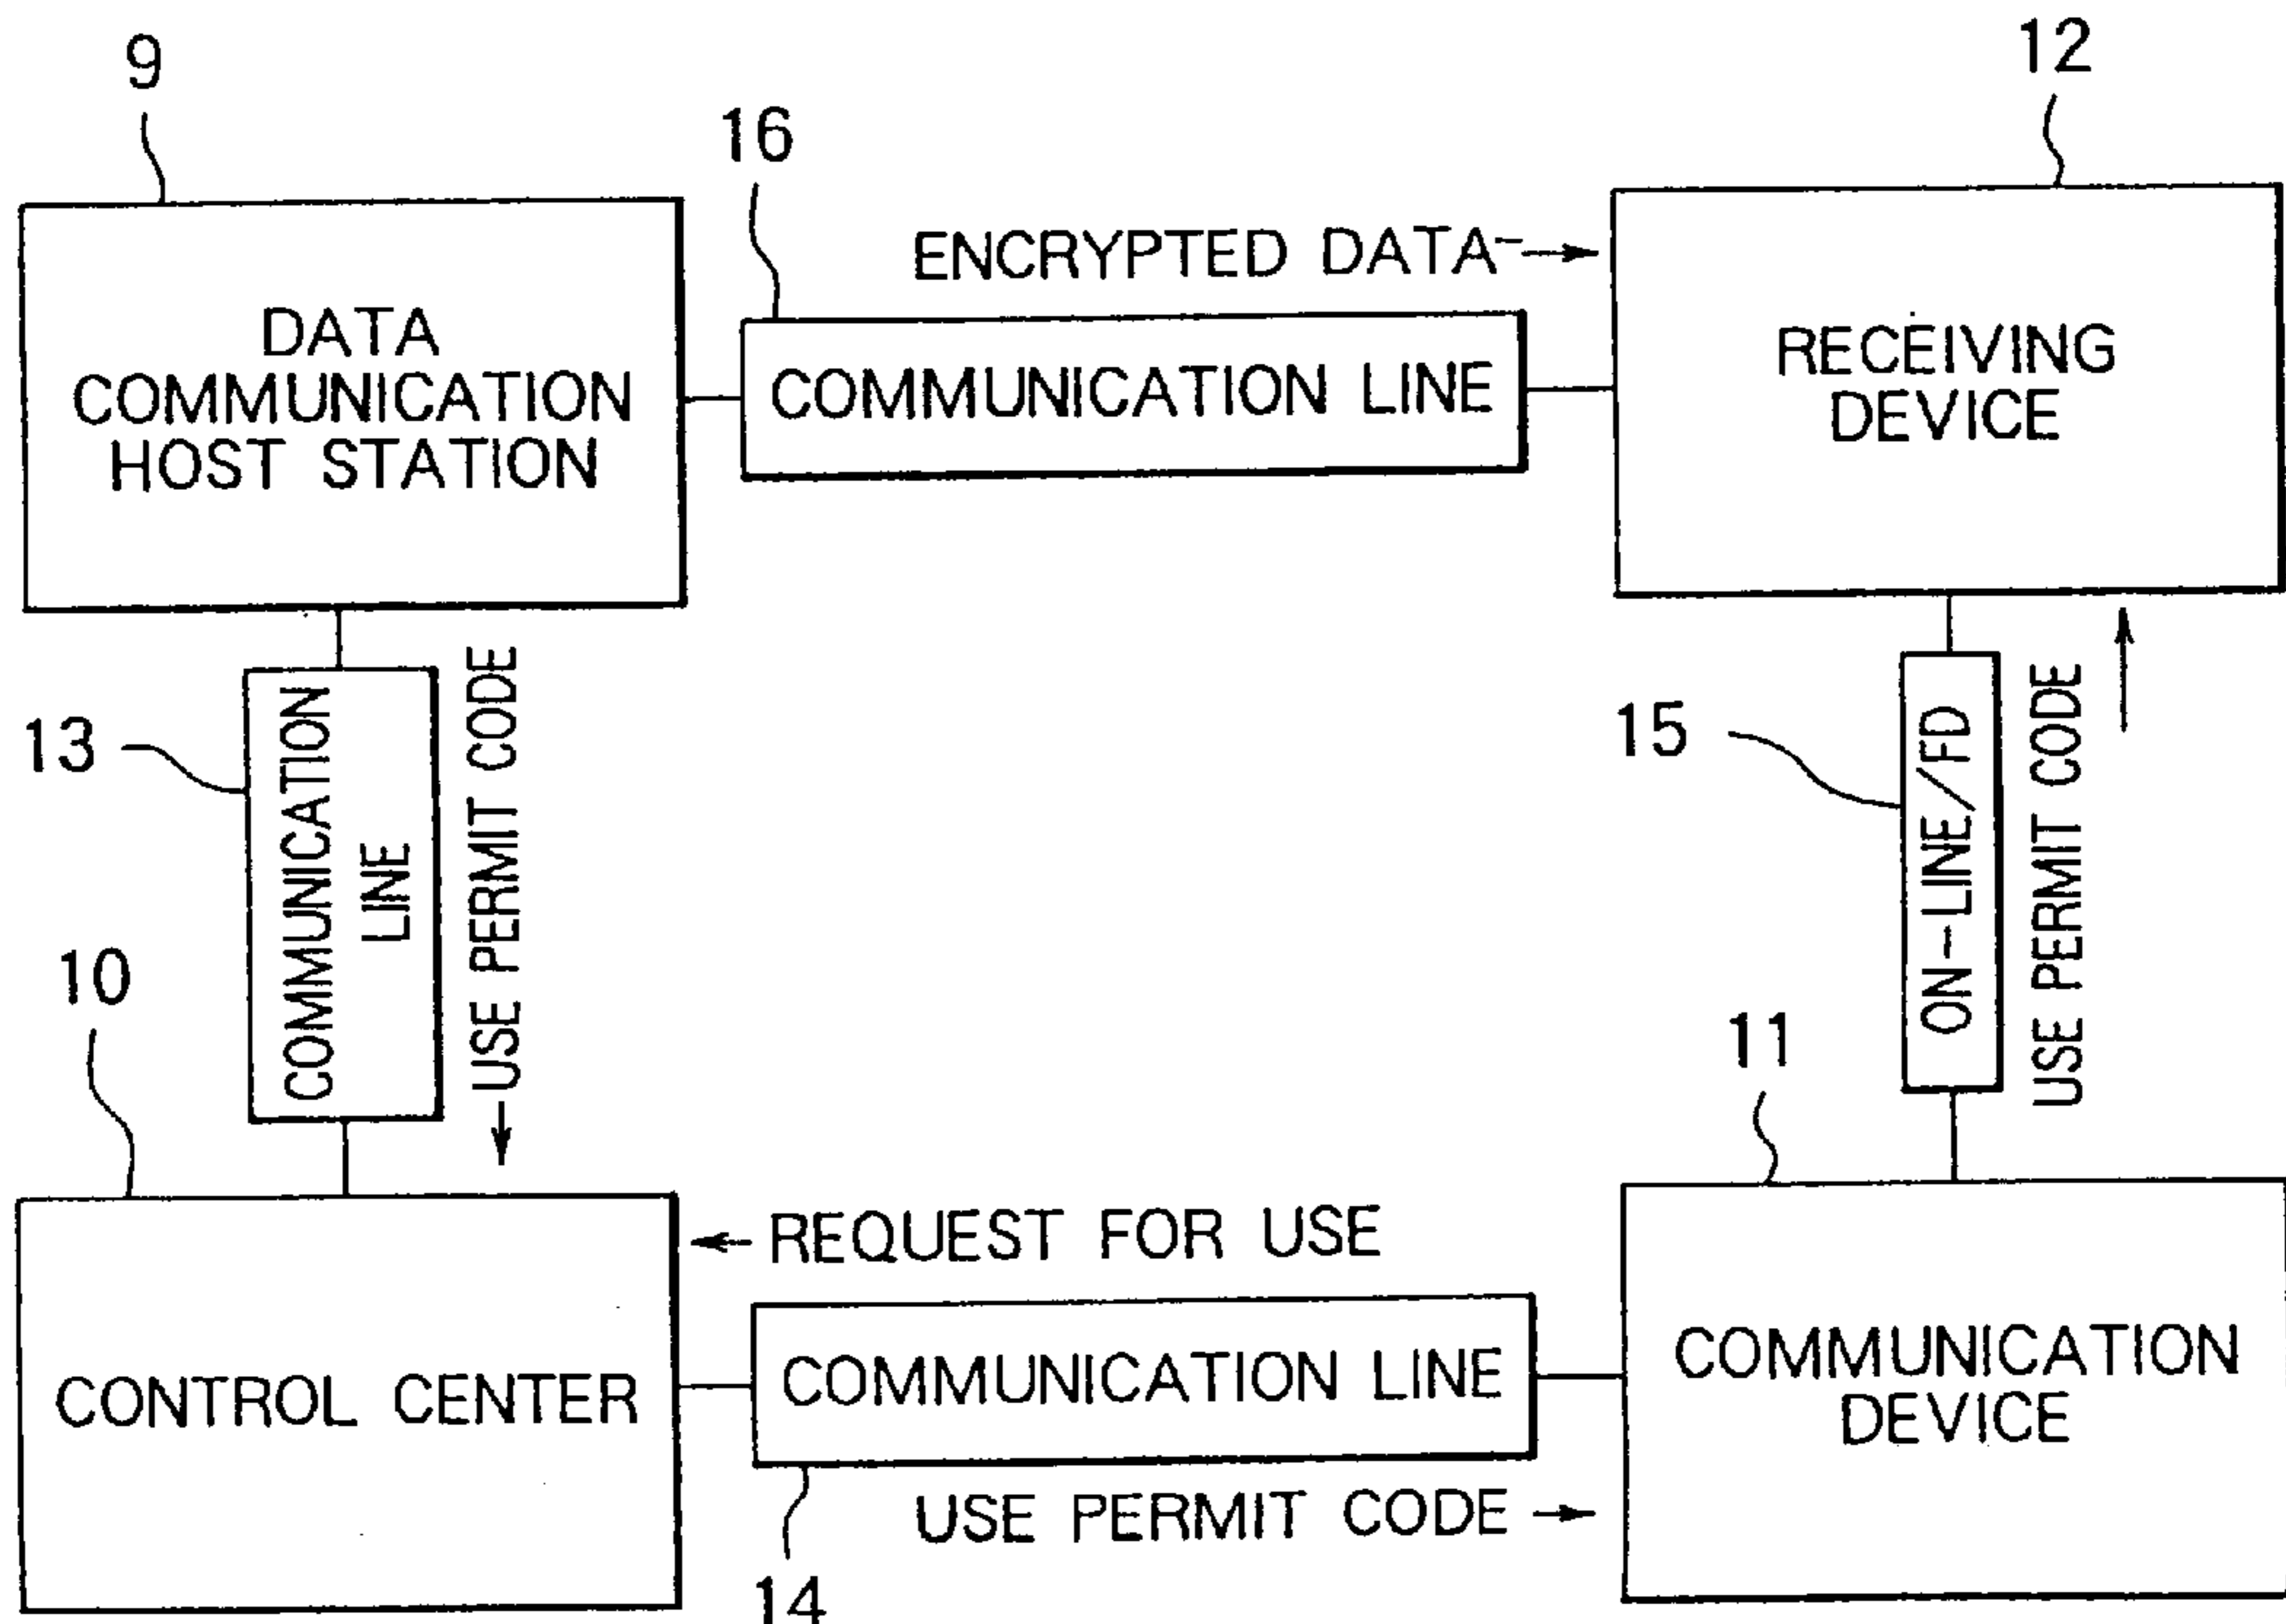 9
12
16
ENCRYPTED DATA
DATA
COMMUNICATION
HOST STATION
COMMUNICATION LINE
RECEIVING
DEVICE
13
COMMUNICATION
LINE
USE PERMIT CODE
15
ON-LINE/FD
USE PERMIT CODE
10
11
REQUEST FOR USE
CONTROL CENTER
COMMUNICATION LINE
COMMUNICATION
DEVICE
USE PERMIT CODE
14